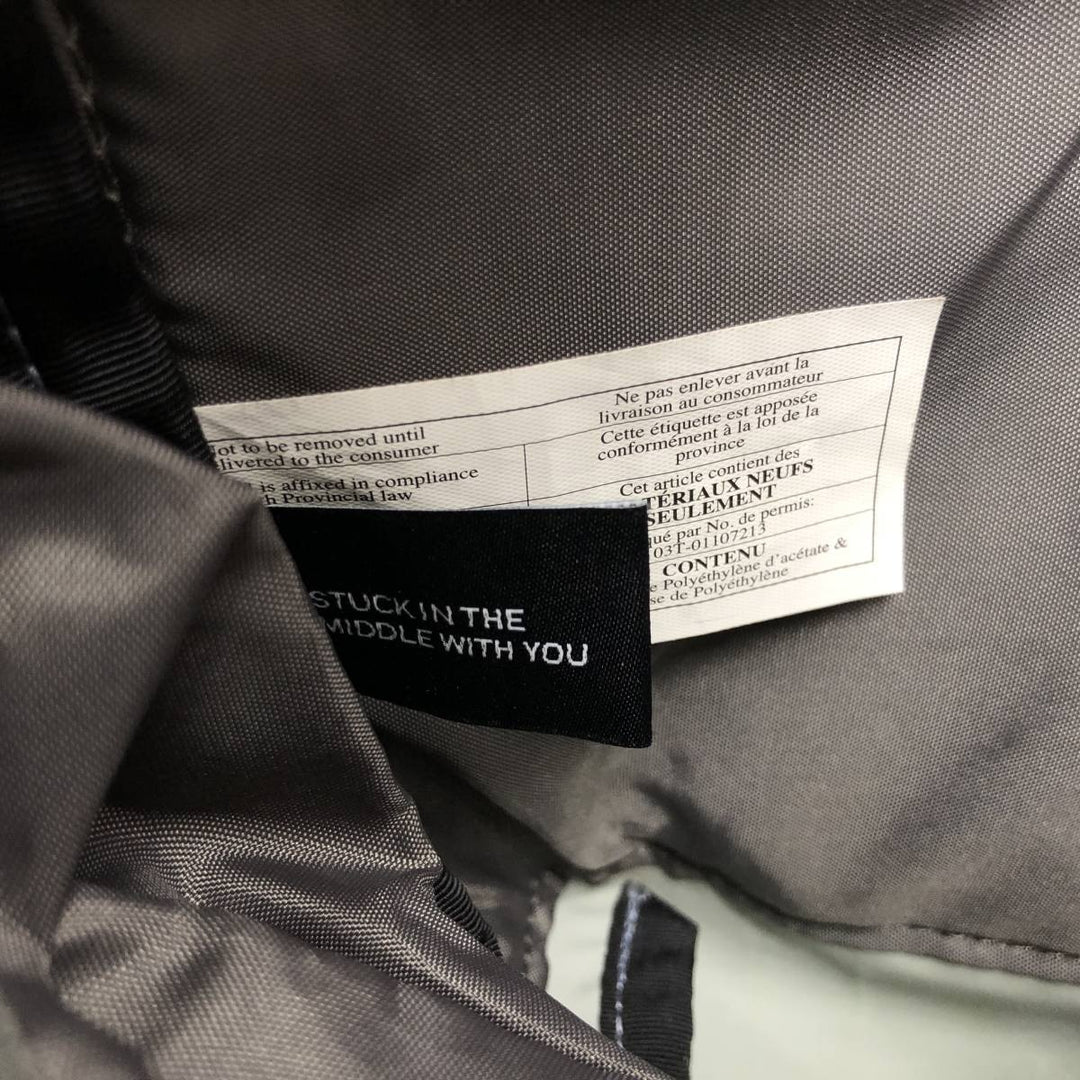 ot to be removed until
livered to the consumer
is affixed in compliance
h Provincial law
Ne pas enlever avant la
livraison au consommateur
Cette étiquette est apposée
conformément à la loi de la
province
Cet article contient des
TÉRIAUX NEUFS
SEULEMENT
qué par No. de permis:
03T-01107213
CONTENU
e Polyéthylène d'acétate &
se de Polyéthylène
STUCK IN THE
MIDDLE WITH YOU